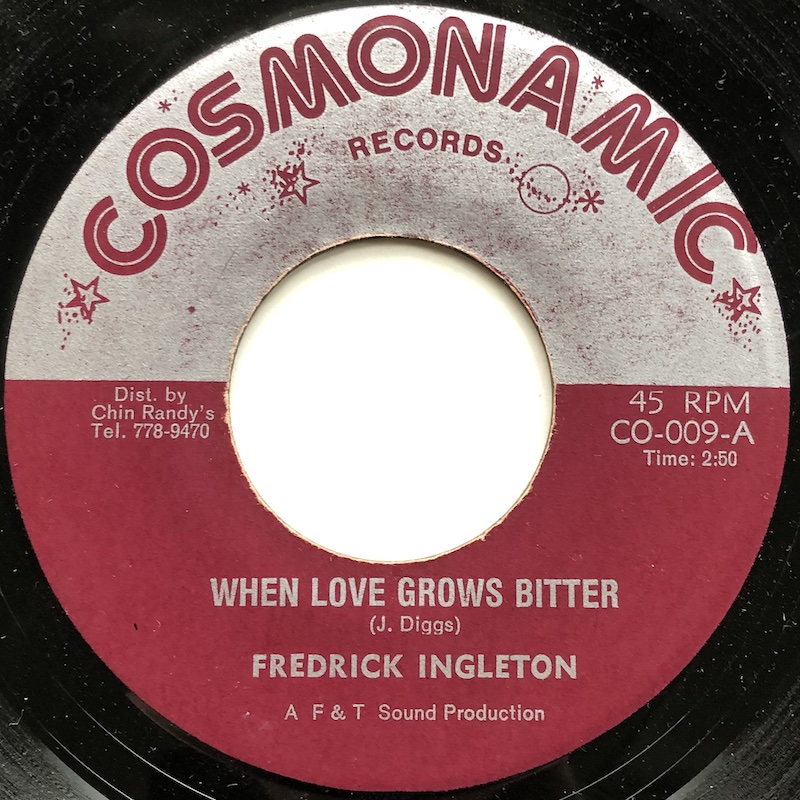 COSMONAMIC
RECORDS
Dist. by
Chin Randy's
Tel. 778-9470
45 RPM
CO-009-A
Time: 2:50
WHEN LOVE GROWS BITTER
(J. Diggs)
FREDRICK INGLETON
A F & T Sound Production